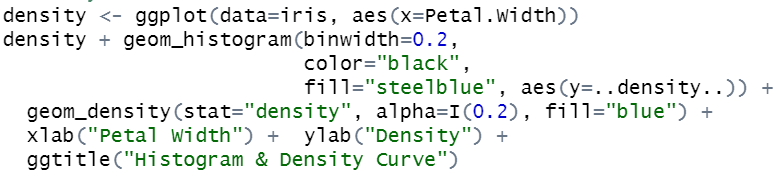 density <- ggplot(data=iris, aes(x=Petal.Width))
density + geom_histogram(binwidth=0.2,
                         color="black",
                         fill="steelblue", aes(y=..density..)) +
  geom_density(stat="density", alpha=I(0.2), fill="blue") +
  xlab("Petal Width") +  ylab("Density") +
  ggtitle("Histogram & Density Curve")